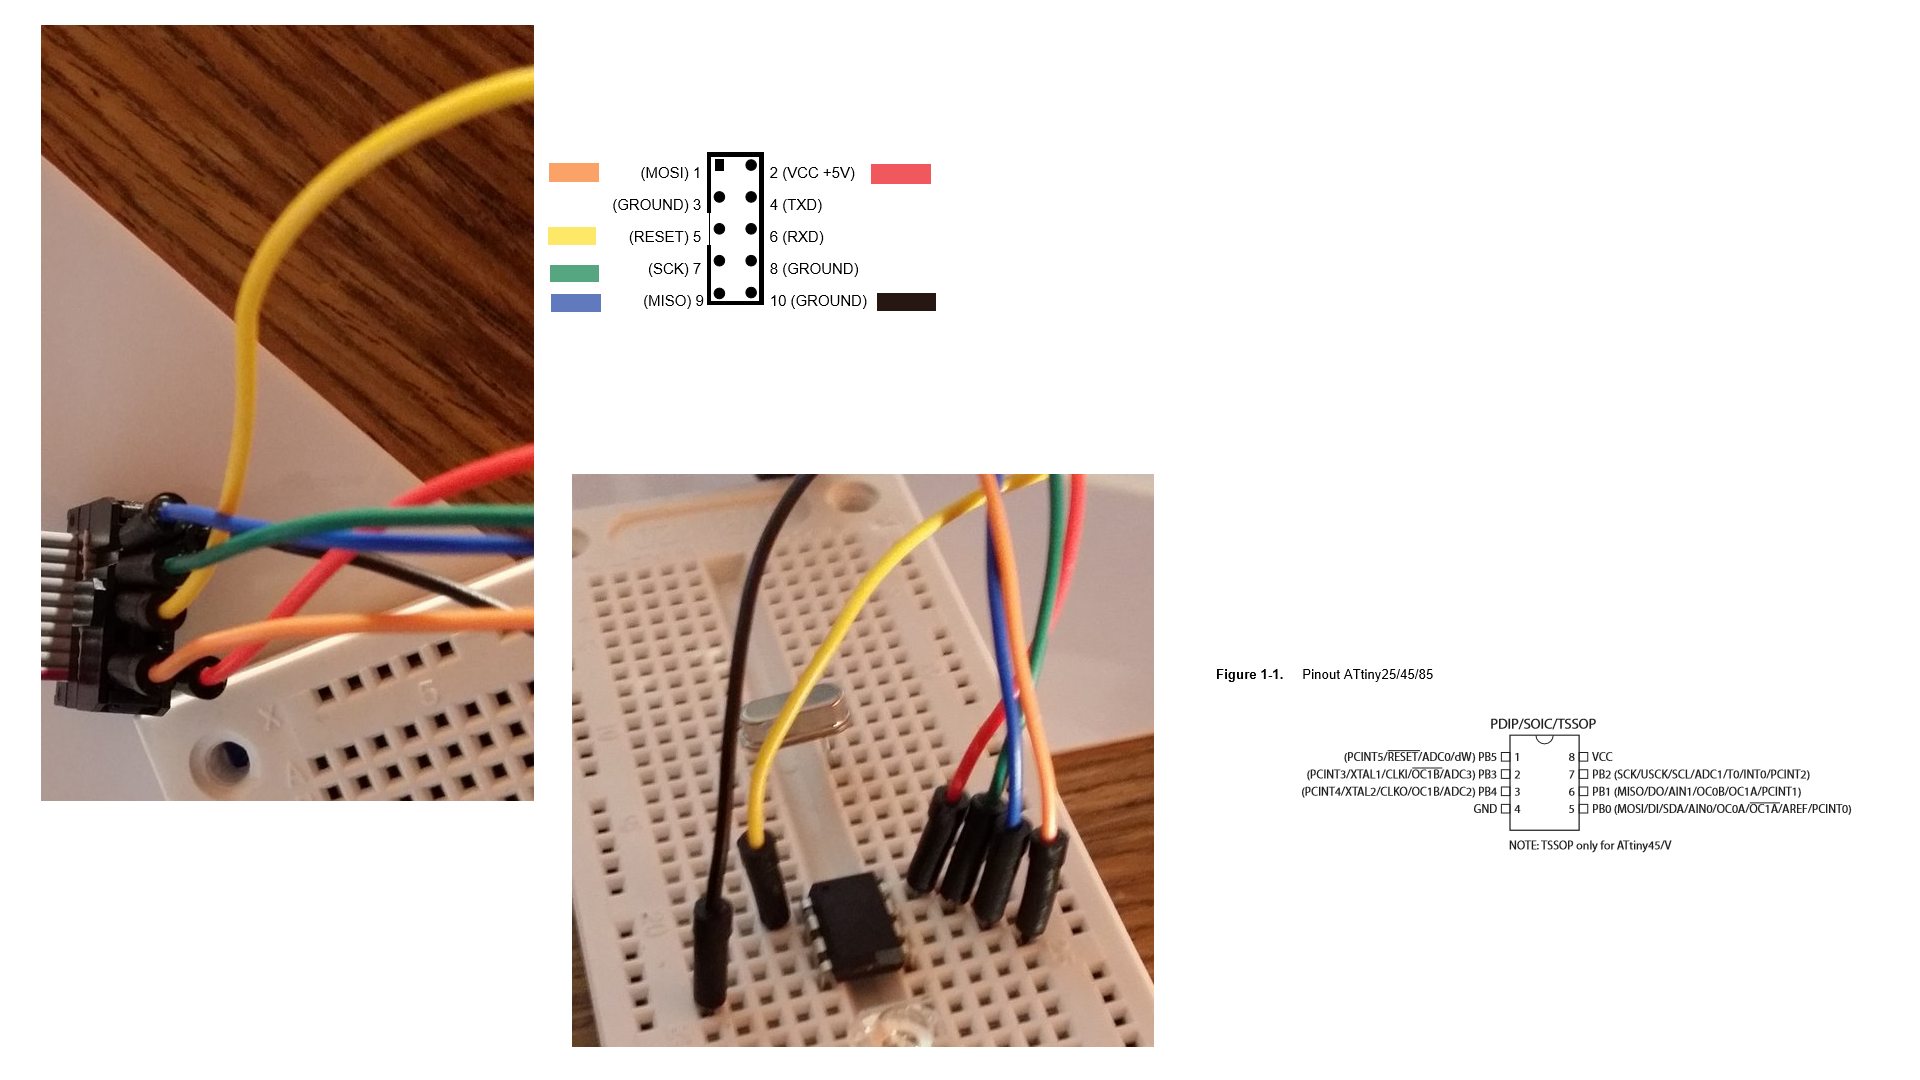 (MOSI) 1
2 (VCC +5V)
(GROUND) 3
4 (TXD)
(RESET) 5
6 (RXD)
(SCK) 7
8 (GROUND)
(MISO) 9
10 (GROUND)
Figure 1-1. Pinout ATtiny25/45/85
PDIP/SOIC/TSSOP
(PCINT5/RESET/ADC0/dW) PB5 1
8 VCC
(PCINT3/XTAL1/CLKI/OC1B/ADC3) PB3 2
7 PB2 (SCK/USCK/SCL/ADC1/T0/INT0/PCINT2)
(PCINT4/XTAL2/CLKO/OC1B/ADC2) PB4 3
6 PB1 (MISO/DO/AIN1/OC0B/OC1A/PCINT1)
GND 4
5 PB0 (MOSI/DI/SDA/AIN0/OC0A/OC1A/AREF/PCINT0)
NOTE: TSSOP only for ATtiny45/V